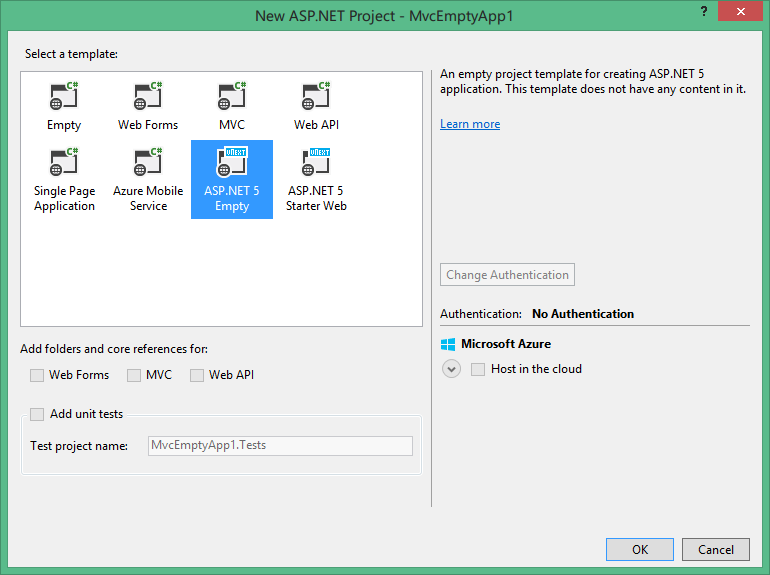 New ASP.NET Project - MvcEmptyApp1
?
Select a template:
C# C# C# C#
Empty Web Forms MVC Web API
C# C# VNEXT VNEXT
Single Page Azure Mobile ASP.NET 5 ASP.NET 5
Application Service Empty Starter Web
An empty project template for creating ASP.NET 5
application. This template does not have any content in it.
Learn more
Change Authentication
Authentication: No Authentication
Microsoft Azure
Host in the cloud
Add folders and core references for:
Web Forms MVC Web API
Add unit tests
Test project name: MvcEmptyApp1.Tests
OK Cancel